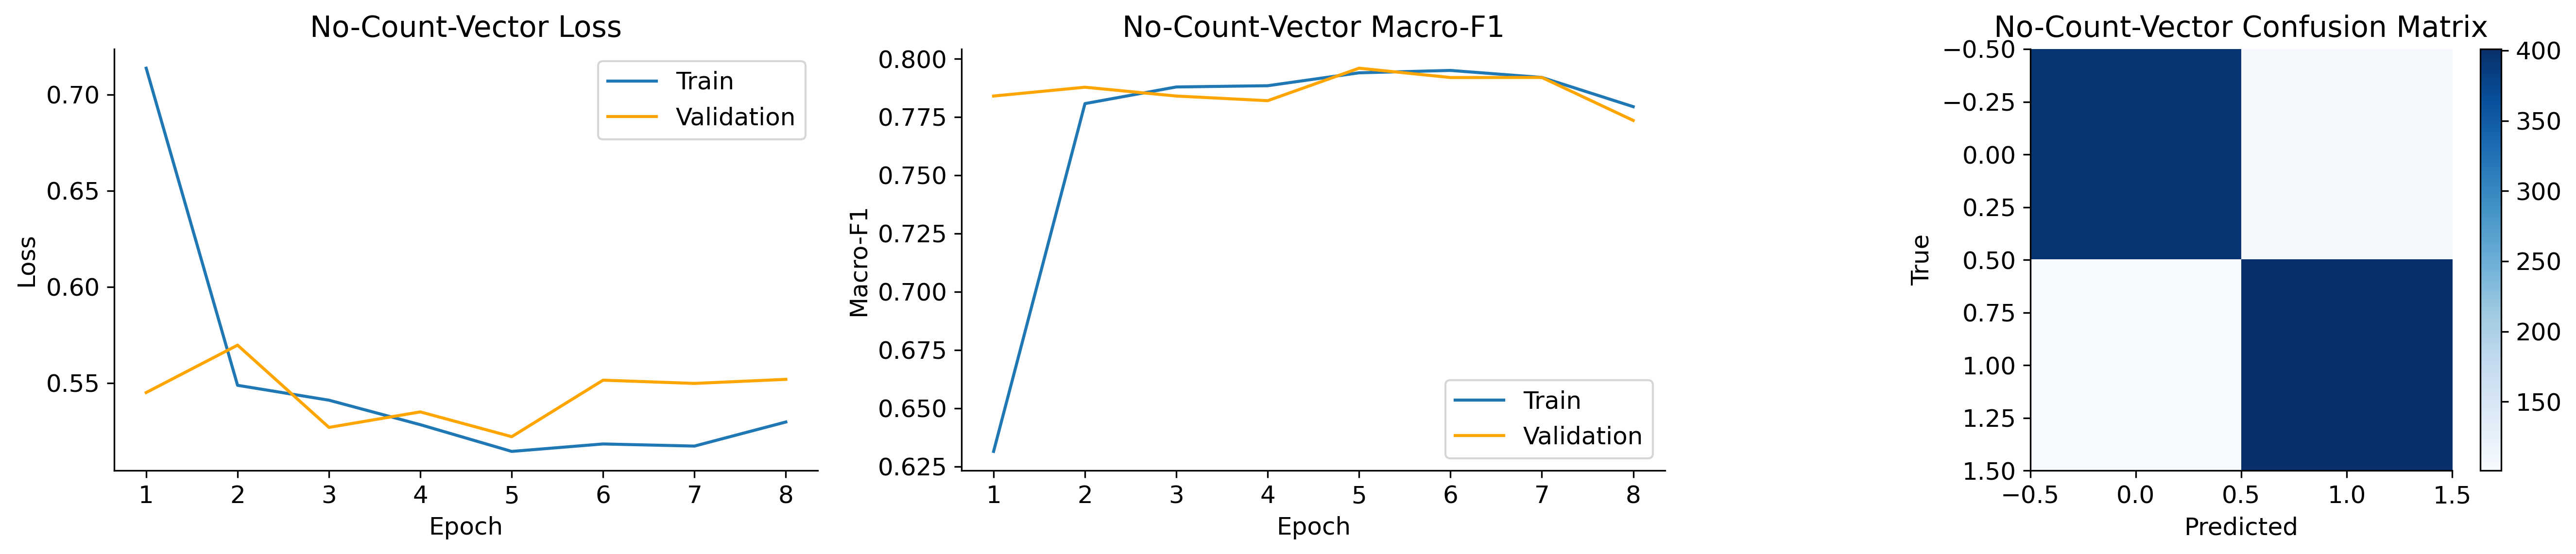 No-Count-Vector Loss
0.70
0.65
0.60
0.55
Loss
Train
Validation
1 2 3 4 5 6 7 8
Epoch
No-Count-Vector Macro-F1
0.800
0.775
0.750
0.725
0.700
0.675
0.650
0.625
Macro-F1
Train
Validation
1 2 3 4 5 6 7 8
Epoch
No-Count-Vector Confusion Matrix
−0.50
−0.25
0.00
0.25
0.50
0.75
1.00
1.25
1.50
True
−0.5 0.0 0.5 1.0 1.5
Predicted
400
350
300
250
200
150